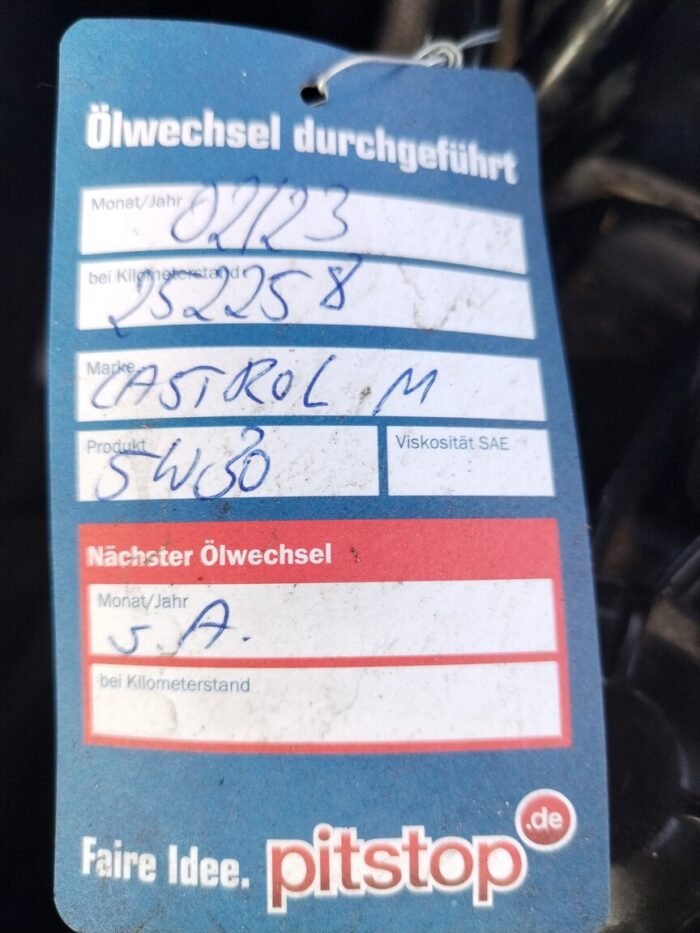 Ölwechsel durchgeführt
Monat/Jahr 02/23
bei Kilometerstand
252258
Marke
CASTROL M
Produkt Viskosität SAE
5W30
Nächster Ölwechsel
Monat/Jahr
s. A.
bei Kilometerstand
Faire Idee. pitstop.de